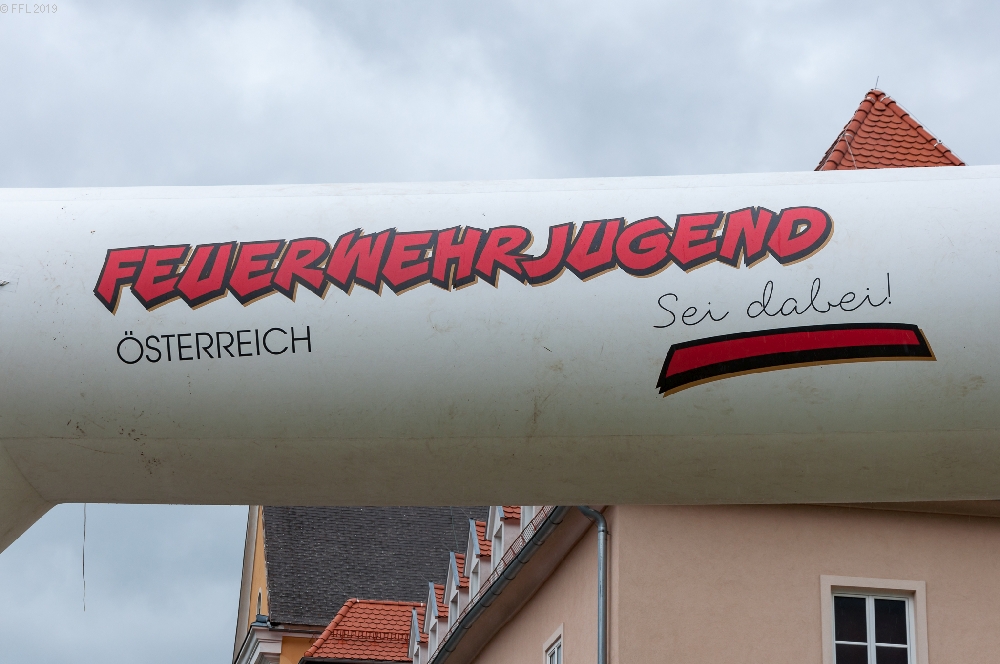 © FFL 2019
FEUERWEHRJUGEND
Sei dabei!
ÖSTERREICH